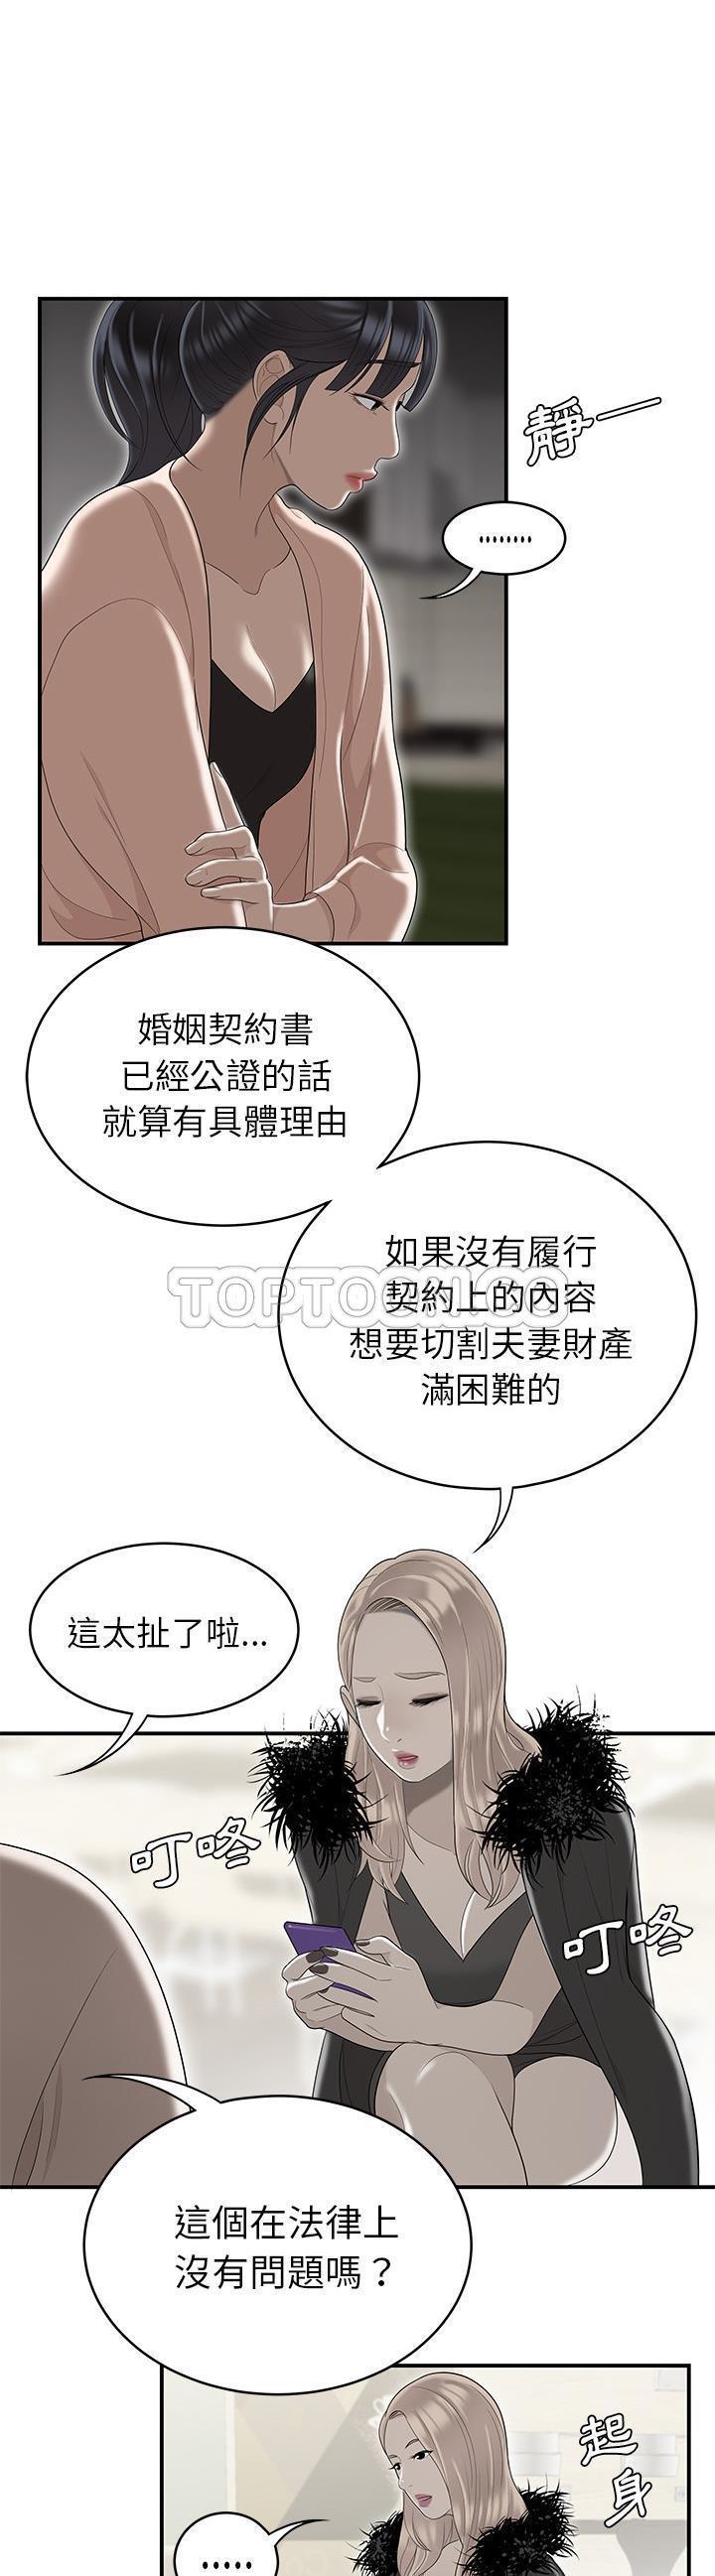 靜一
........
婚姻契約書
已經公證的話
就算有具體理由
如果沒有履行
契約上的內容
想要切割夫妻財產
滿困難的
TOPTOON.CO
這太扯了啦...
叮咚
叮咚
這個在法律上
沒有問題嗎？
起身
.....